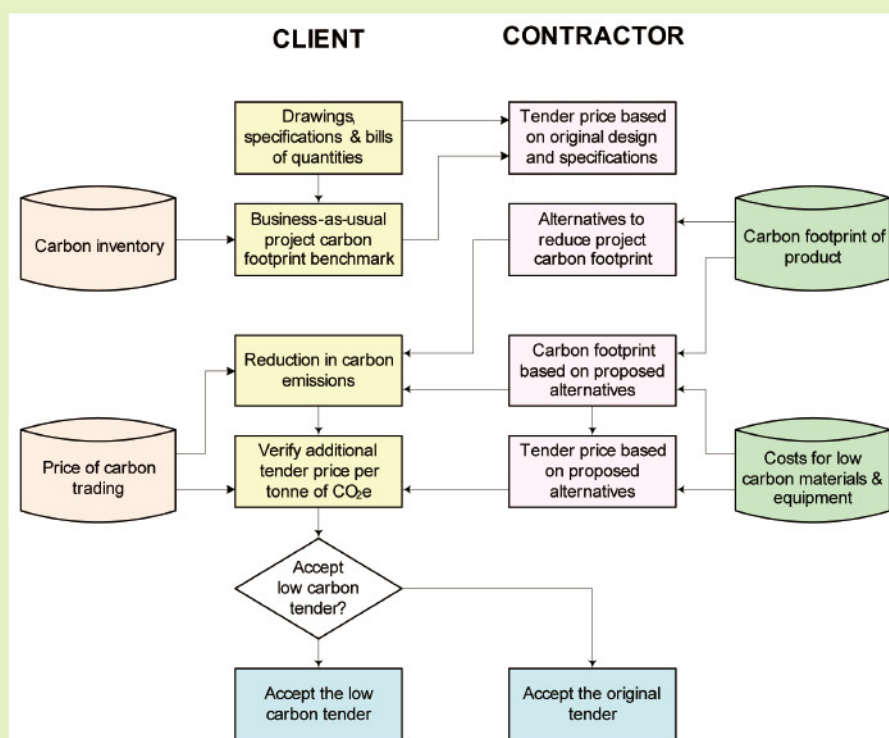 CLIENT
CONTRACTOR
Drawings,
specifications & bills
of quantities
Tender price based
on original design
and specifications
Carbon inventory
Business-as-usual
project carbon
footprint benchmark
Alternatives to
reduce project
carbon footprint
Carbon footprint of
product
Reduction in carbon
emissions
Carbon footprint
based on proposed
alternatives
Price of carbon
trading
Verify additional
tender price per
tonne of CO₂e
Tender price based
on proposed
alternatives
Costs for low
carbon materials &
equipment
Accept
low carbon
tender?
Accept the low
carbon tender
Accept the original
tender